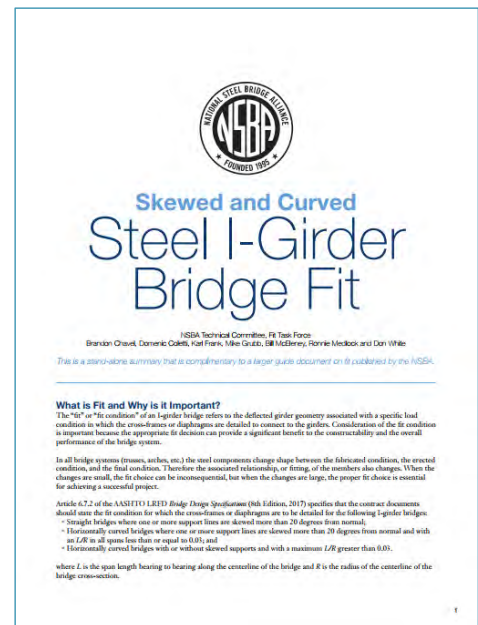 NATIONAL STEEL BRIDGE ALLIANCE
NSBA
FOUNDED 1995
Skewed and Curved
Steel I-Girder
Bridge Fit
NSBA Technical Committee, Fit Task Force
Brandon Chavel, Domenic Coletti, Karl Frank, Mike Grubb, Bill McEleney, Ronnie Medlock and Don White
This is a stand-alone summary that is complimentary to a larger guide document on fit published by the NSBA.
What is Fit and Why is it Important?
The “fit” or “fit condition” of an I-girder bridge refers to the deflected girder geometry associated with a specific load
condition in which the cross-frames or diaphragms are detailed to connect to the girders. Consideration of the fit condition
is important because the appropriate fit decision can provide a significant benefit to the constructability and the overall
performance of the bridge system.
In all bridge systems (trusses, arches, etc.) the steel components change shape between the fabricated condition, the erected
condition, and the final condition. Therefore the associated relationship, or fitting, of the members also changes. When the
changes are small, the fit choice can be inconsequential, but when the changes are large, the proper fit choice is essential
for achieving a successful project.
Article 6.7.2 of the AASHTO LRFD Bridge Design Specifications (8th Edition, 2017) specifies that the contract documents
should state the fit condition for which the cross-frames or diaphragms are to be detailed for the following I-girder bridges:
• Straight bridges where one or more support lines are skewed more than 20 degrees from normal;
• Horizontally curved bridges where one or more support lines are skewed more than 20 degrees from normal and with
an L/R in all spans less than or equal to 0.03; and
• Horizontally curved bridges with or without skewed supports and with a maximum L/R greater than 0.03.
where L is the span length bearing to bearing along the centerline of the bridge and R is the radius of the centerline of the
bridge cross-section.
1